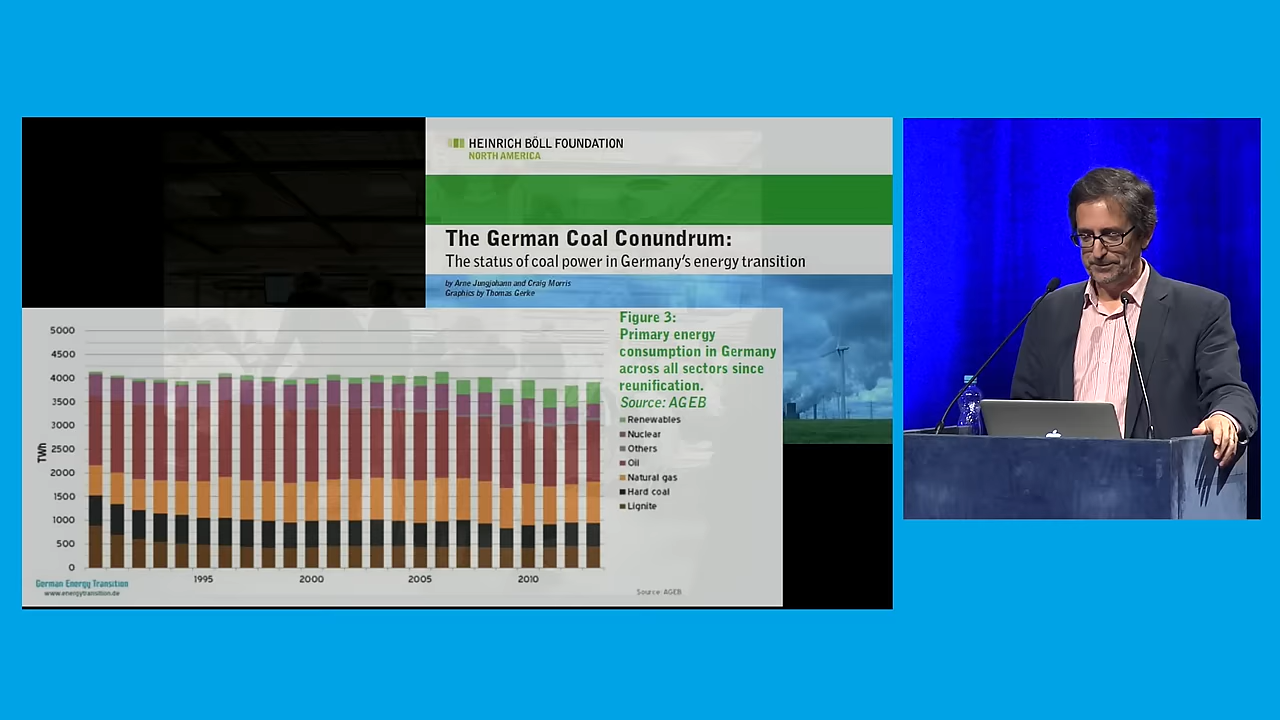 HEINRICH BÖLL FOUNDATION
NORTH AMERICA
The German Coal Conundrum:
The status of coal power in Germany's energy transition
by Arne Jungjohann and Craig Morris
Graphics by Thomas Gerke
Figure 3:
Primary energy
consumption in Germany
across all sectors since
reunification.
Source: AGEB
Renewables
Nuclear
Others
Oil
Natural gas
Hard coal
Lignite
TWh
5000
4500
4000
3500
3000
2500
2000
1500
1000
500
0
1995
2000
2005
2010
German Energy Transition
www.energytransition.de
Source: AGEB